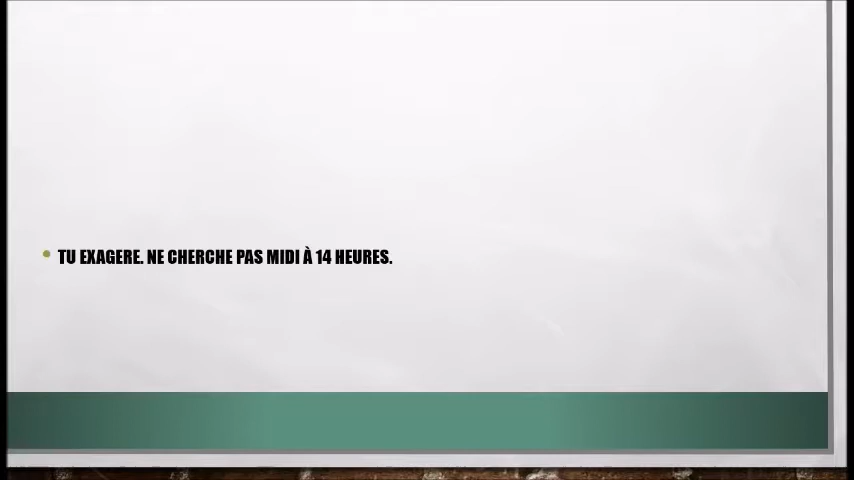 TU EXAGERE. NE CHERCHE PAS MIDI À 14 HEURES.